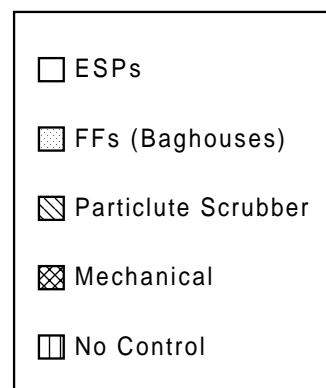 ESPs
FFs (Baghouses)
Particlute Scrubber
Mechanical
No Control